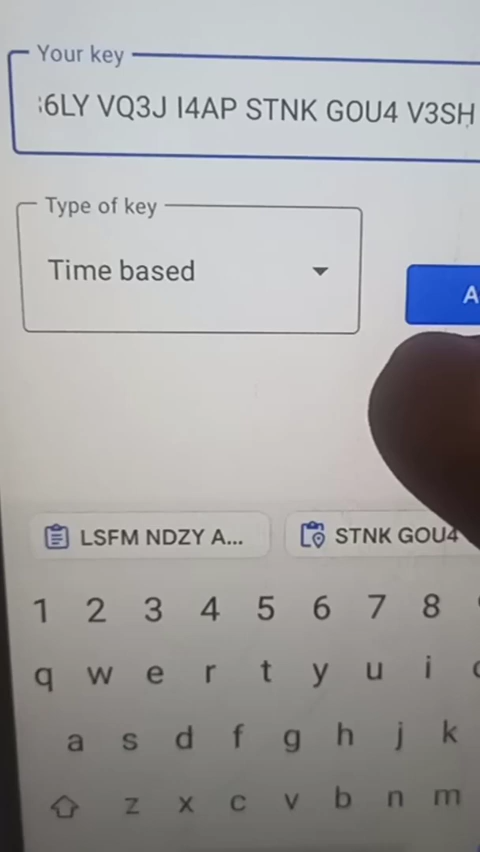 Your key
6LY VQ3J I4AP STNK GOU4 V3SH
Type of key
Time based
A
LSFM NDZY A...
STNK GOU4
1 2 3 4 5 6 7 8
q w e r t y u i
a s d f g h j k
z x c v b n m